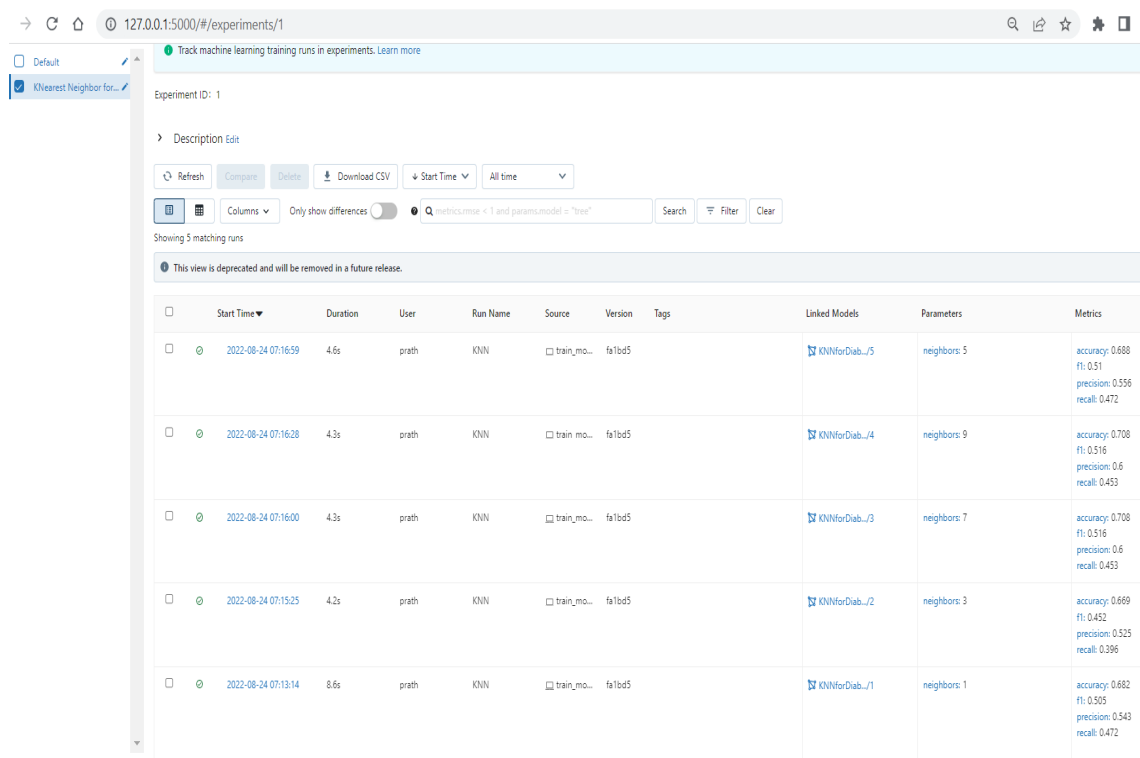 127.0.0.1:5000/#/experiments/1
Default
KNearest Neighbor for...
Track machine learning training runs in experiments. Learn more
Experiment ID: 1
Description Edit
Refresh Compare Delete Download CSV Start Time All time
Columns Only show differences metrics.rmse < 1 and params.model = "tree" Search Filter Clear
Showing 5 matching runs
This view is deprecated and will be removed in a future release.
Start Time Duration User Run Name Source Version Tags Linked Models Parameters Metrics
2022-08-24 07:16:59 4.6s prath KNN train_mo... fa1bd5 KNNforDiab.../5 neighbors: 5 accuracy: 0.688
f1: 0.51
precision: 0.556
recall: 0.472
2022-08-24 07:16:28 4.3s prath KNN train_mo... fa1bd5 KNNforDiab.../4 neighbors: 9 accuracy: 0.708
f1: 0.516
precision: 0.6
recall: 0.453
2022-08-24 07:16:00 4.3s prath KNN train_mo... fa1bd5 KNNforDiab.../3 neighbors: 7 accuracy: 0.708
f1: 0.516
precision: 0.6
recall: 0.453
2022-08-24 07:15:25 4.2s prath KNN train_mo... fa1bd5 KNNforDiab.../2 neighbors: 3 accuracy: 0.669
f1: 0.452
precision: 0.525
recall: 0.396
2022-08-24 07:13:14 8.6s prath KNN train_mo... fa1bd5 KNNforDiab.../1 neighbors: 1 accuracy: 0.682
f1: 0.505
precision: 0.543
recall: 0.472